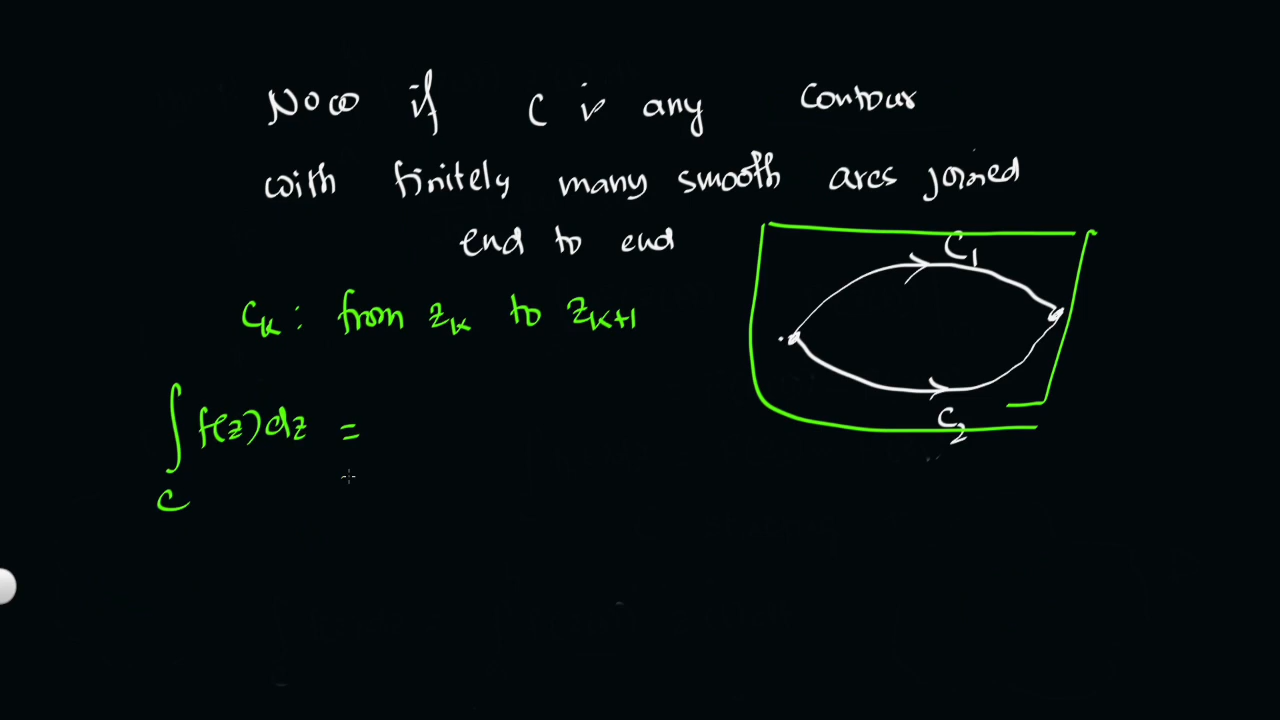 Now if C is any contour
with finitely many smooth arcs joined
end to end
C₁
Cₖ : from zₖ to zₖ₊₁
C₂
∫ f(z)dz =
C